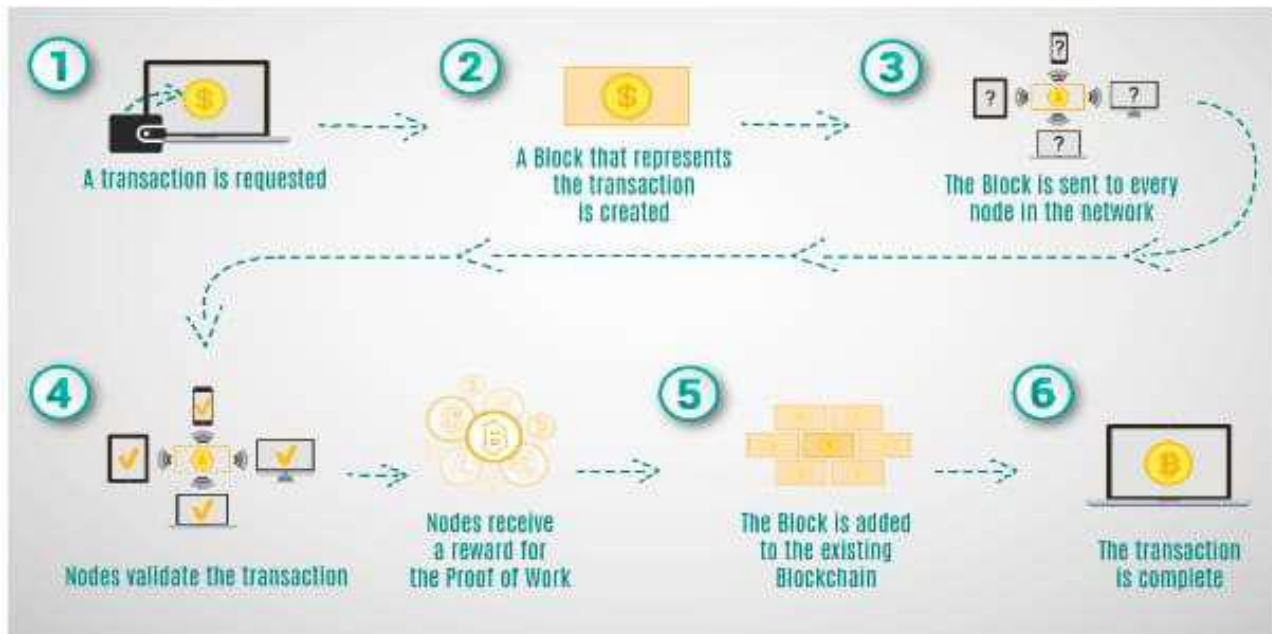 1
A transaction is requested
2
A Block that represents
the transaction
is created
3
?
?
?
?
The Block is sent to every
node in the network
4
Nodes validate the transaction
Nodes receive
a reward for
the Proof of Work
5
The Block is added
to the existing
Blockchain
6
The transaction
is complete